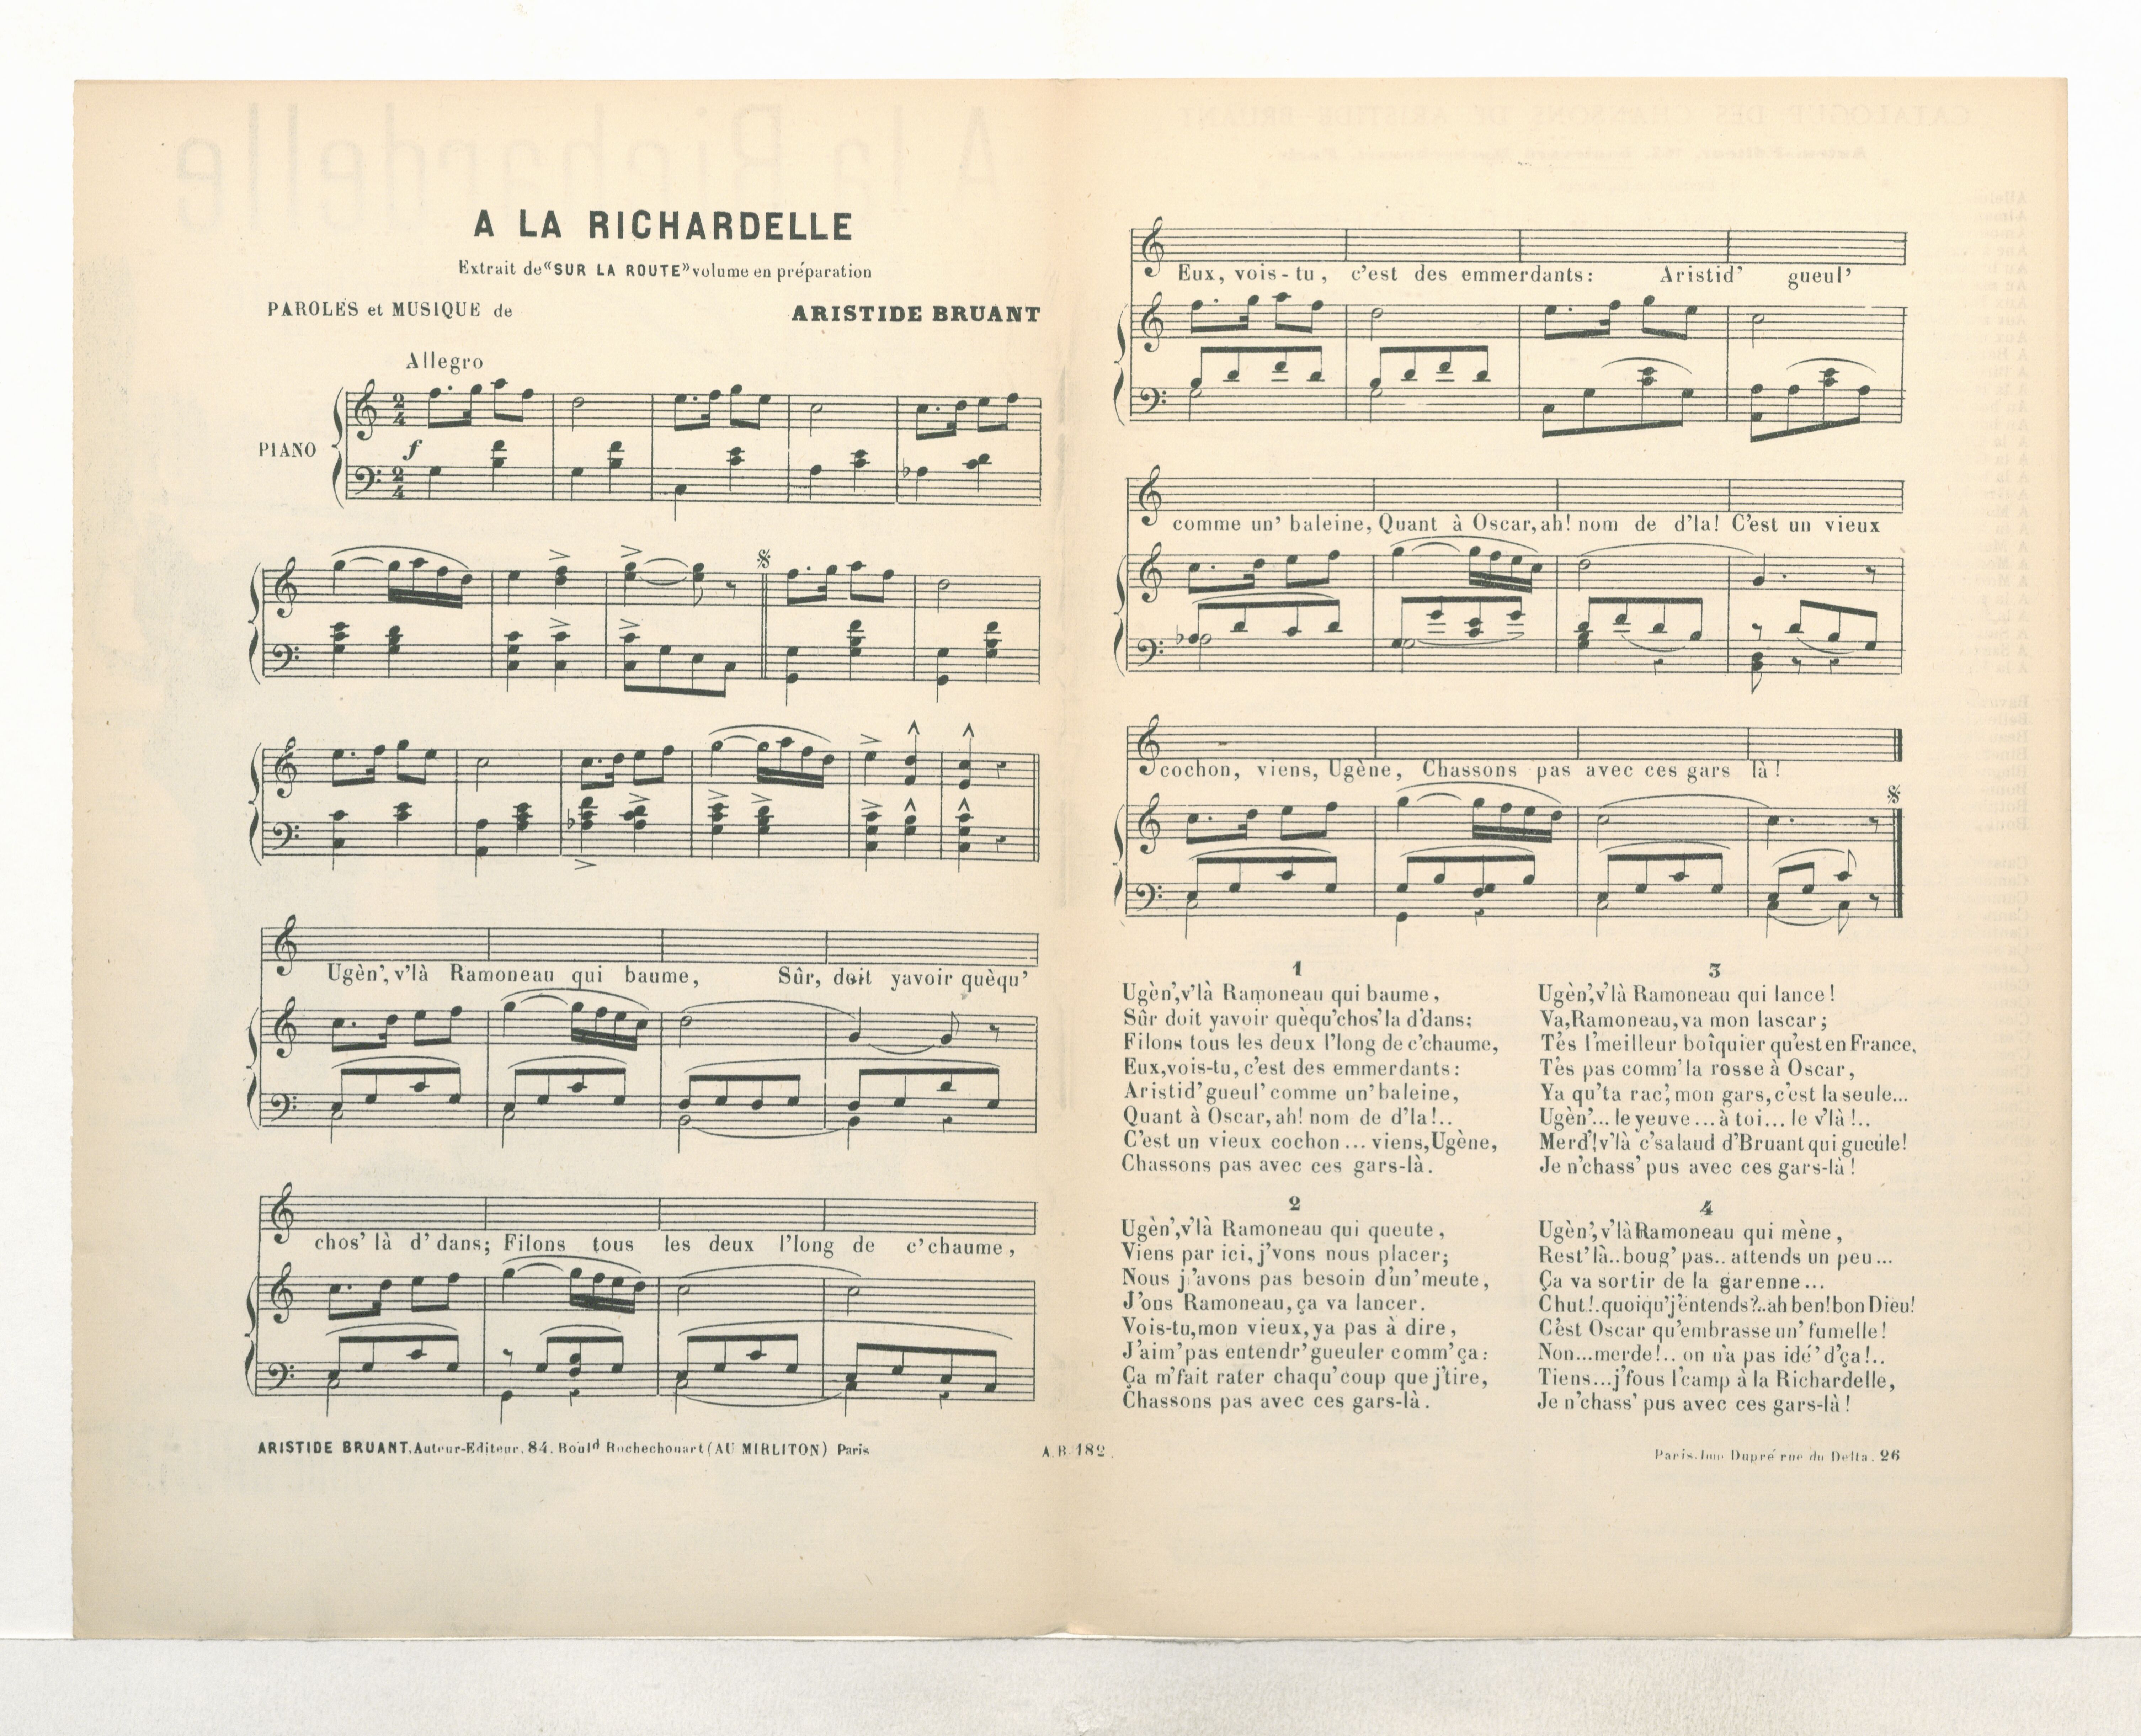 A LA RICHARDELLE
Extrait de "SUR LA ROUTE" volume en préparation
PAROLES et MUSIQUE de
ARISTIDE BRUANT
Allegro
PIANO
f
Ugèn', v'là Ramoneau qui baume, Sûr, doit yavoir quèqu'
chos' là d' dans; Filons tous les deux l'long de c'chaume,
ARISTIDE BRUANT, Auteur-Editeur. 84. Bould Rochechouart (AU MIRLITON) Paris
A.B. 182.
Eux, vois-tu, c'est des emmerdants: Aristid' gueul'
comme un' baleine, Quant à Oscar, ah! nom de d'la! C'est un vieux
cochon, viens, Ugène, Chassons pas avec ces gars là!
1
Ugèn', v'là Ramoneau qui baume,
Sûr doit yavoir quèqu'chos'la d'dans;
Filons tous les deux l'long de c'chaume,
Eux, vois-tu, c'est des emmerdants:
Aristid' gueul' comme un' baleine,
Quant à Oscar, ah! nom de d'la!..
C'est un vieux cochon... viens, Ugène,
Chassons pas avec ces gars-là.
2
Ugèn', v'là Ramoneau qui queute,
Viens par ici, j'vons nous placer;
Nous j'avons pas besoin d'un' meute,
J'ons Ramoneau, ça va lancer.
Vois-tu, mon vieux, ya pas à dire,
J'aim' pas entendr' gueuler comm' ça:
Ça m'fait rater chaqu' coup que j'tire,
Chassons pas avec ces gars-là.
3
Ugèn', v'là Ramoneau qui lance!
Va, Ramoneau, va mon lascar;
T'es l'meilleur boîquier qu'est en France,
T'es pas comm' la rosse à Oscar,
Ya qu'ta rac', mon gars, c'est la seule...
Ugèn'... le yeuve... à toi... le v'là!..
Merd'! v'là c'salaud d'Bruant qui gueule!
Je n'chass' pus avec ces gars-là!
4
Ugèn', v'là Ramoneau qui mène,
Rest' là.. boug' pas.. attends un peu...
Ça va sortir de la garenne...
Chut!. quoiqu'j'entends?.. ah ben! bon Dieu!
C'est Oscar qu'embrasse un' fumelle!
Non... merde!.. on n'a pas idé' d'ça!..
Tiens... j'fous l'camp à la Richardelle,
Je n'chass' pus avec ces gars-là!
Paris. Imp Dupré rue du Delta. 26